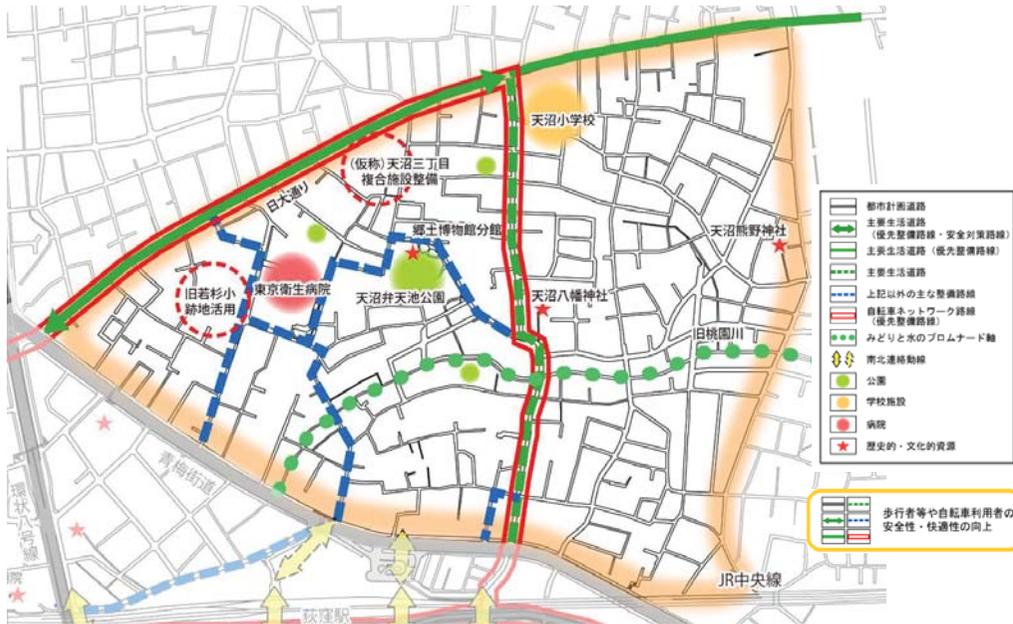 天沼小学校
(仮称)天沼三丁目
複合施設整備
日大通り
郷土博物館分館
天沼熊野神社
旧若杉小
跡地活用
東京衛生病院
天沼弁天池公園
天沼八幡神社
旧桃園川
青梅街道
環状八号線
院
JR中央線
荻窪駅
都市計画道路
主要生活道路
(優先整備路線・安全対策路線)
主要生活道路(優先整備路線)
主要生活道路
上記以外の主な整備路線
自転車ネットワーク路線
(優先整備路線)
みどりと水のプロムナード軸
南北連絡動線
公園
学校施設
病院
歴史的・文化的資源
歩行者等や自転車利用者の
安全性・快適性の向上